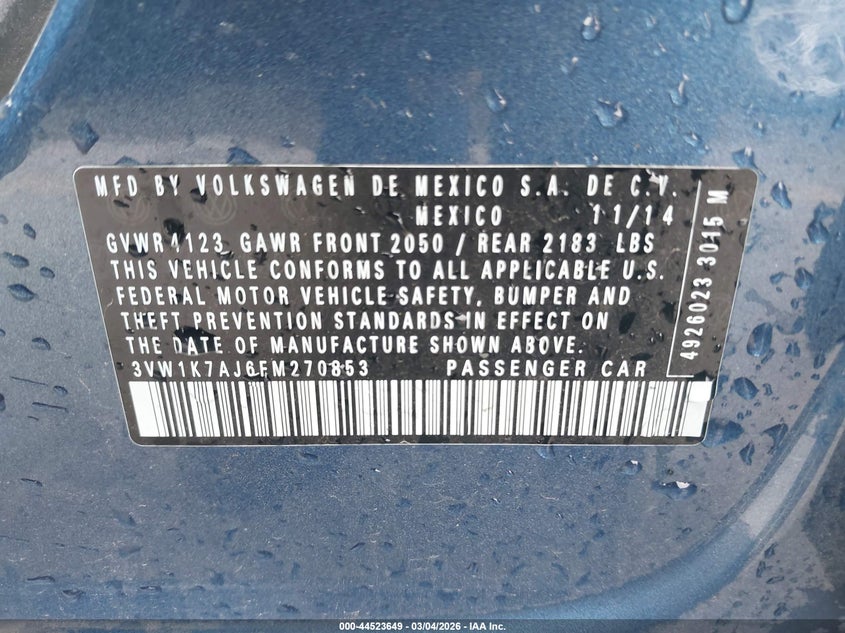 MFD BY VOLKSWAGEN DE MEXICO S.A. DE C.V.
MEXICO 11/14
GVWR 4123 GAWR FRONT 2050 / REAR 2183 LBS
THIS VEHICLE CONFORMS TO ALL APPLICABLE U.S.
FEDERAL MOTOR VEHICLE SAFETY, BUMPER AND
THEFT PREVENTION STANDARDS IN EFFECT ON
THE DATE OF MANUFACTURE SHOWN ABOVE.
3VW1K7AJ6FM270853 PASSENGER CAR
4926023 3015 M
000-44523649 - 03/04/2026 - IAA Inc.